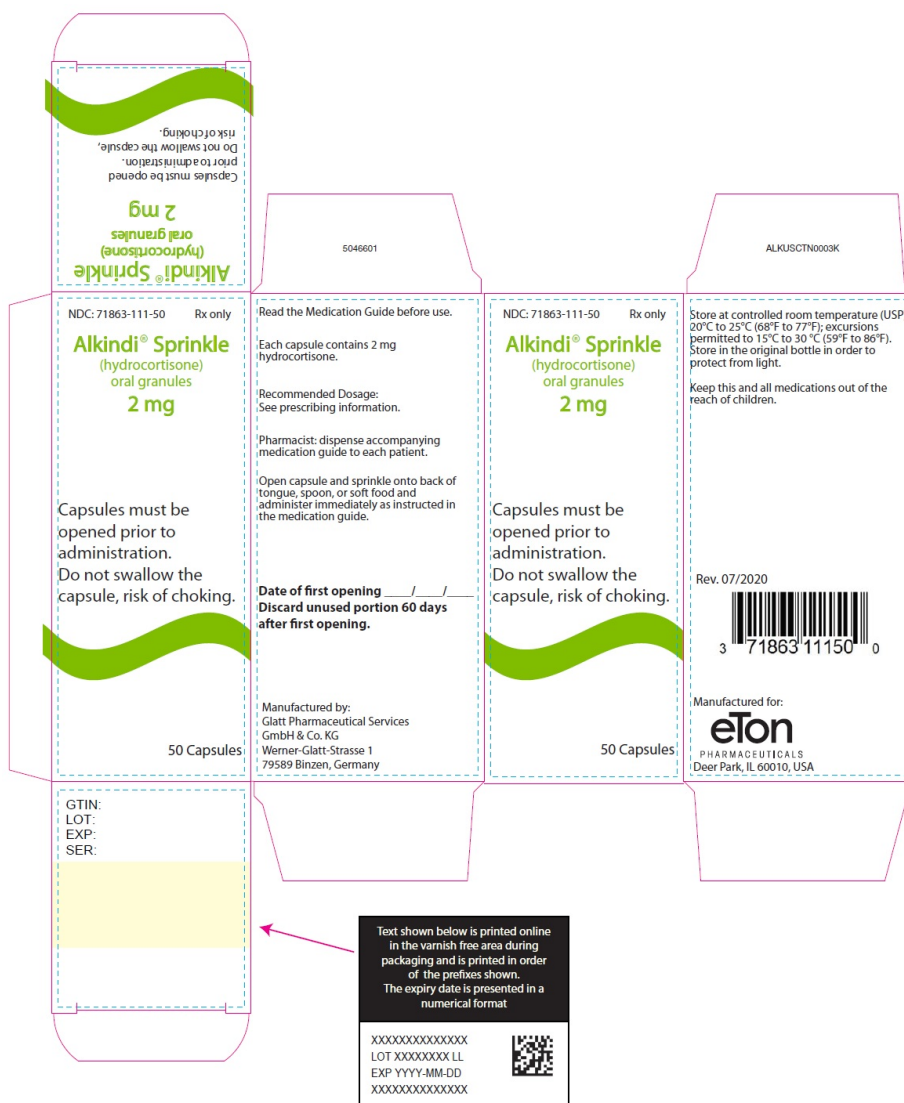 Alkindi® Sprinkle
(hydrocortisone)
oral granules
2 mg
Capsules must be opened
prior to administration.
Do not swallow the capsule,
risk of choking.
NDC: 71863-111-50 Rx only
Alkindi® Sprinkle
(hydrocortisone)
oral granules
2 mg
Capsules must be
opened prior to
administration.
Do not swallow the
capsule, risk of choking.
50 Capsules
GTIN:
LOT:
EXP:
SER:
5046601
Read the Medication Guide before use.
Each capsule contains 2 mg
hydrocortisone.
Recommended Dosage:
See prescribing information.
Pharmacist: dispense accompanying
medication guide to each patient.
Open capsule and sprinkle onto back of
tongue, spoon, or soft food and
administer immediately as instructed in
the medication guide.
Date of first opening ____/____/____
Discard unused portion 60 days
after first opening.
Manufactured by:
Glatt Pharmaceutical Services
GmbH & Co. KG
Werner-Glatt-Strasse 1
79589 Binzen, Germany
NDC: 71863-111-50 Rx only
Alkindi® Sprinkle
(hydrocortisone)
oral granules
2 mg
Capsules must be
opened prior to
administration.
Do not swallow the
capsule, risk of choking.
50 Capsules
ALKUSCTN0003K
Store at controlled room temperature (USP
20°C to 25°C (68°F to 77°F); excursions
permitted to 15°C to 30 °C (59°F to 86°F).
Store in the original bottle in order to
protect from light.
Keep this and all medications out of the
reach of children.
Rev. 07/2020
3 71863 11150 0
Manufactured for:
eTon
PHARMACEUTICALS
Deer Park, IL 60010, USA
Text shown below is printed online
in the varnish free area during
packaging and is printed in order
of the prefixes shown.
The expiry date is presented in a
numerical format
XXXXXXXXXXXXXX
LOT XXXXXXXX LL
EXP YYYY-MM-DD
XXXXXXXXXXXXXX